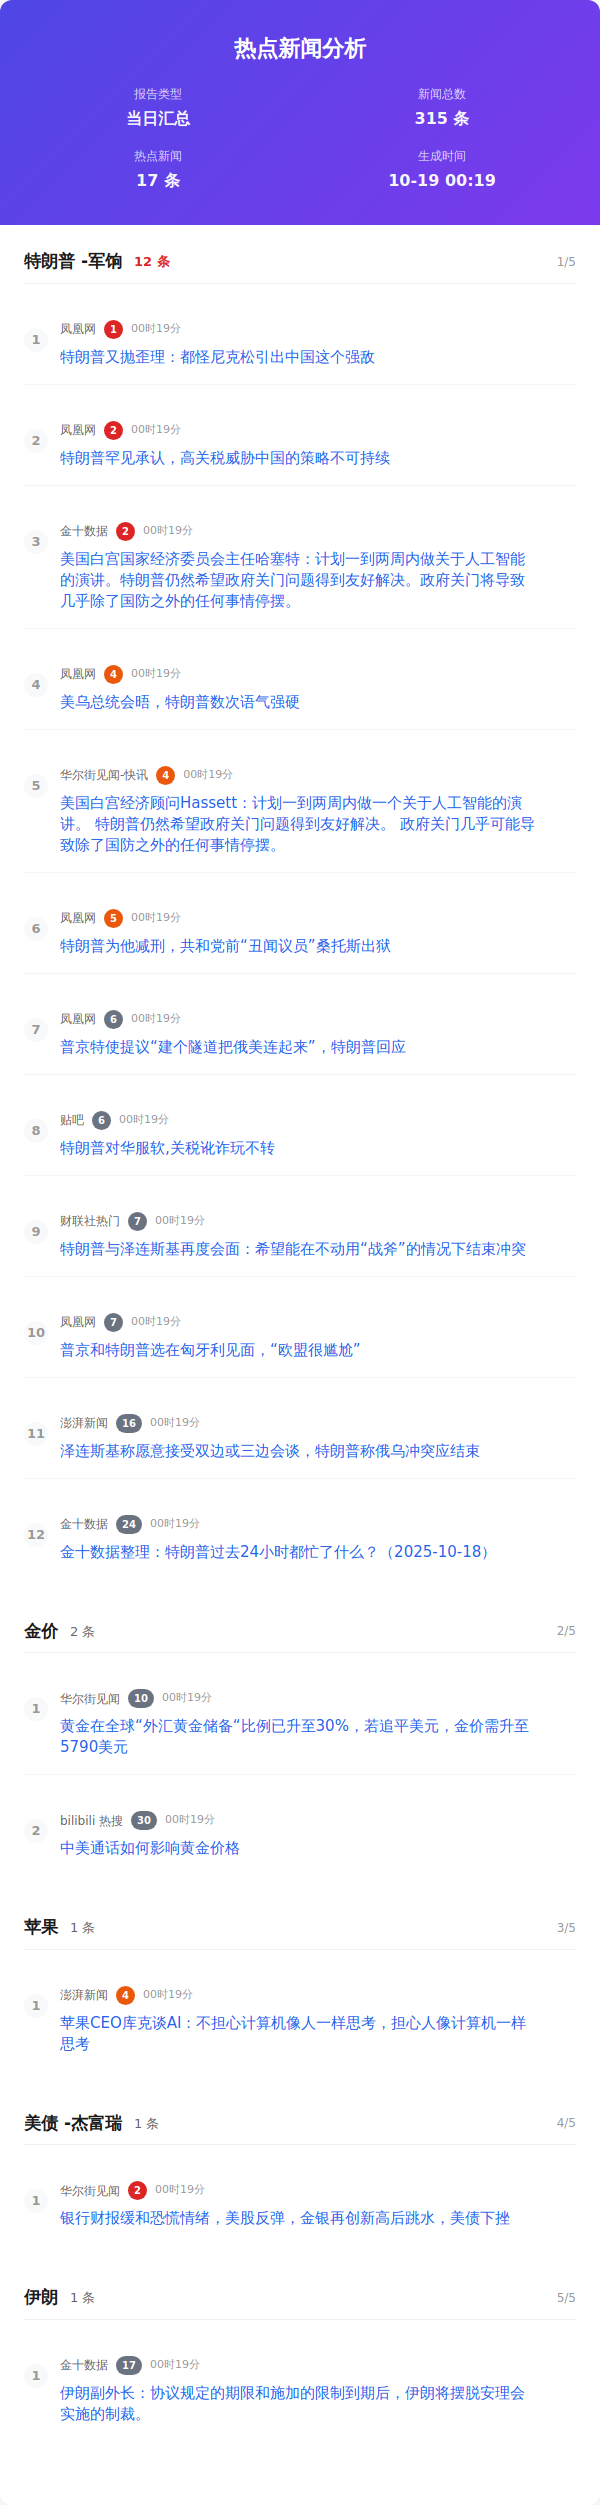 热点新闻分析
报告类型
当日汇总
新闻总数
315 条
热点新闻
17 条
生成时间
10-19 00:19
特朗普 -军饷 12 条 1/5
1
凤凰网 1 00时19分
特朗普又抛歪理：都怪尼克松引出中国这个强敌
2
凤凰网 2 00时19分
特朗普罕见承认，高关税威胁中国的策略不可持续
3
金十数据 2 00时19分
美国白宫国家经济委员会主任哈塞特：计划一到两周内做关于人工智能
的演讲。特朗普仍然希望政府关门问题得到友好解决。政府关门将导致
几乎除了国防之外的任何事情停摆。
4
凤凰网 4 00时19分
美乌总统会晤，特朗普数次语气强硬
5
华尔街见闻-快讯 4 00时19分
美国白宫经济顾问Hassett：计划一到两周内做一个关于人工智能的演
讲。 特朗普仍然希望政府关门问题得到友好解决。 政府关门几乎可能导
致除了国防之外的任何事情停摆。
6
凤凰网 5 00时19分
特朗普为他减刑，共和党前“丑闻议员”桑托斯出狱
7
凤凰网 6 00时19分
普京特使提议“建个隧道把俄美连起来”，特朗普回应
8
贴吧 6 00时19分
特朗普对华服软,关税讹诈玩不转
9
财联社热门 7 00时19分
特朗普与泽连斯基再度会面：希望能在不动用“战斧”的情况下结束冲突
10
凤凰网 7 00时19分
普京和特朗普选在匈牙利见面，“欧盟很尴尬”
11
澎湃新闻 16 00时19分
泽连斯基称愿意接受双边或三边会谈，特朗普称俄乌冲突应结束
12
金十数据 24 00时19分
金十数据整理：特朗普过去24小时都忙了什么？（2025-10-18）
金价 2 条 2/5
1
华尔街见闻 10 00时19分
黄金在全球“外汇黄金储备“比例已升至30%，若追平美元，金价需升至
5790美元
2
bilibili 热搜 30 00时19分
中美通话如何影响黄金价格
苹果 1 条 3/5
1
澎湃新闻 4 00时19分
苹果CEO库克谈AI：不担心计算机像人一样思考，担心人像计算机一样
思考
美债 -杰富瑞 1 条 4/5
1
华尔街见闻 2 00时19分
银行财报缓和恐慌情绪，美股反弹，金银再创新高后跳水，美债下挫
伊朗 1 条 5/5
1
金十数据 17 00时19分
伊朗副外长：协议规定的期限和施加的限制到期后，伊朗将摆脱安理会
实施的制裁。